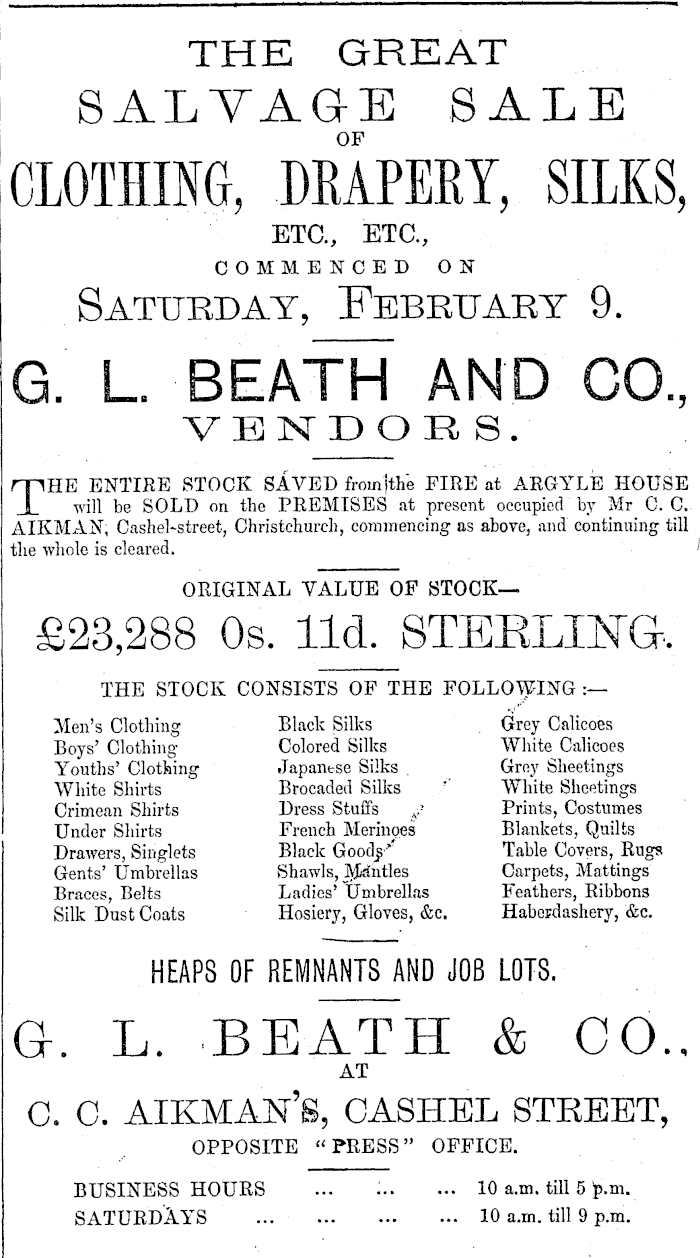 THE GREAT
SALVAGE SALE
OF
CLOTHING, DRAPERY, SILKS,
ETC., ETC.,
COMMENCED ON
SATURDAY, FEBRUARY 9.
G. L. BEATH AND CO.,
VENDORS.
THE ENTIRE STOCK SAVED from the FIRE at ARGYLE HOUSE
will be SOLD on the PREMISES at present occupied by Mr C. C.
AIKMAN, Cashel-street, Christchurch, commencing as above, and continuing till
the whole is cleared.
ORIGINAL VALUE OF STOCK—
£23,288 0s. 11d. STERLING.
THE STOCK CONSISTS OF THE FOLLOWING :—
Men's Clothing
Boys' Clothing
Youths' Clothing
White Shirts
Crimean Shirts
Under Shirts
Drawers, Singlets
Gents' Umbrellas
Braces, Belts
Silk Dust Coats
Black Silks
Colored Silks
Japanese Silks
Brocaded Silks
Dress Stuffs
French Merinoes
Black Goods
Shawls, Mantles
Ladies' Umbrellas
Hosiery, Gloves, &c.
Grey Calicoes
White Calicoes
Grey Sheetings
White Sheetings
Prints, Costumes
Blankets, Quilts
Table Covers, Rugs
Carpets, Mattings
Feathers, Ribbons
Haberdashery, &c.
HEAPS OF REMNANTS AND JOB LOTS.
G. L. BEATH & CO.,
AT
C. C. AIKMAN'S, CASHEL STREET,
OPPOSITE "PRESS" OFFICE.
BUSINESS HOURS ... ... ... 10 a.m. till 5 p.m.
SATURDAYS ... ... ... ... 10 a.m. till 9 p.m.